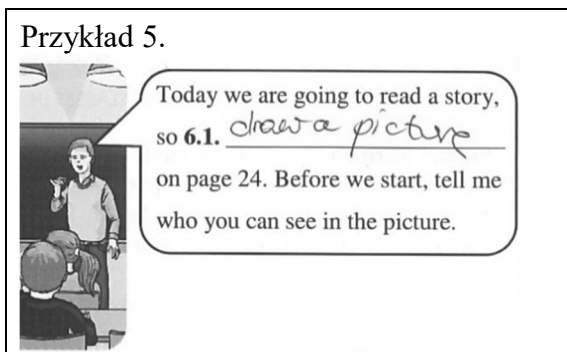 Przykład 5.
Today we are going to read a story,
so 6.1. draw a picture
on page 24. Before we start, tell me
who you can see in the picture.